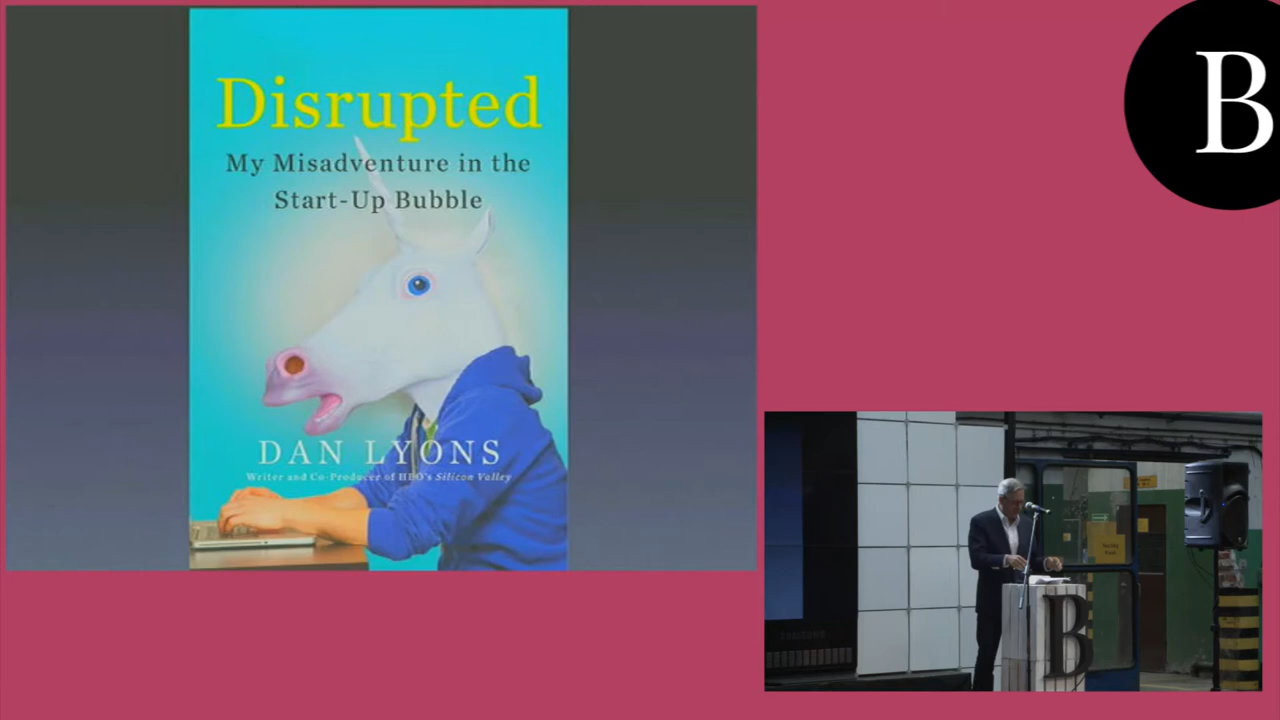 Disrupted
My Misadventure in the
Start-Up Bubble
DAN LYONS
Writer and Co-Producer of HBO's Silicon Valley
B
B